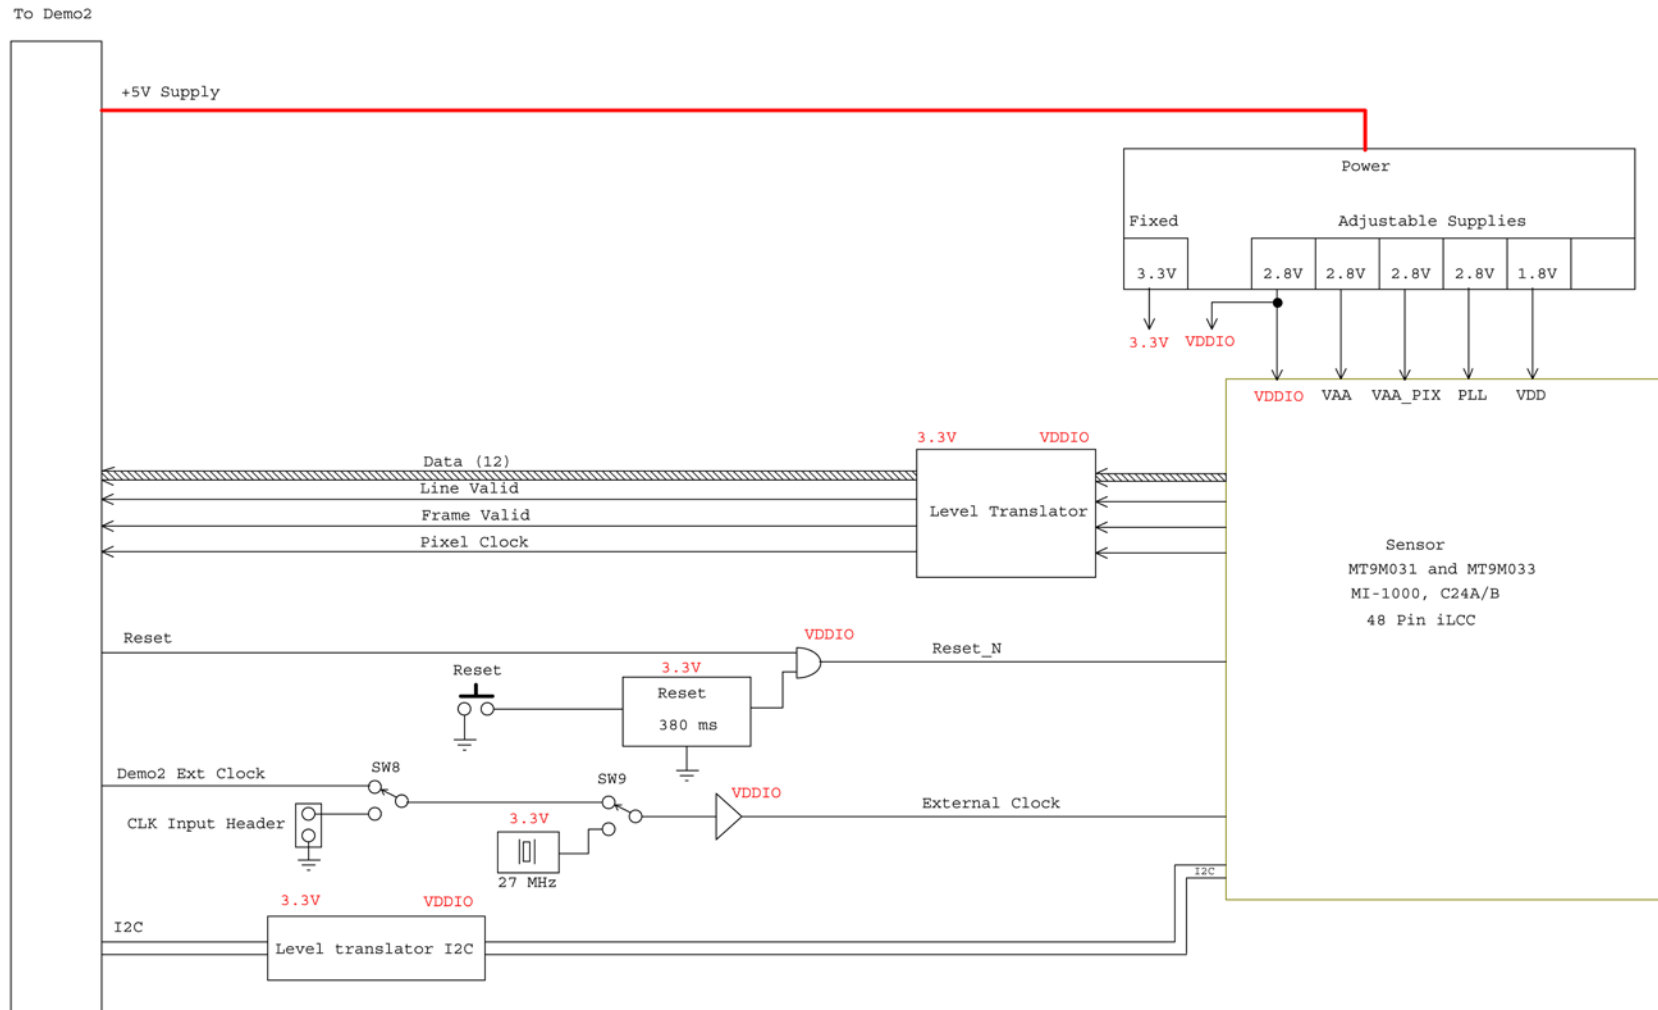 To Demo2
+5V Supply
Power
Fixed
Adjustable Supplies
3.3V
2.8V
2.8V
2.8V
2.8V
1.8V
3.3V
VDDIO
VDDIO
VAA
VAA_PIX
PLL
VDD
3.3V
VDDIO
Data (12)
Line Valid
Frame Valid
Pixel Clock
Level Translator
Sensor
MT9M031 and MT9M033
MI-1000, C24A/B
48 Pin iLCC
Reset
VDDIO
Reset_N
Reset
3.3V
Reset
380 ms
Demo2 Ext Clock
SW8
SW9
VDDIO
External Clock
CLK Input Header
3.3V
27 MHz
I2C
3.3V
VDDIO
I2C
Level translator I2C